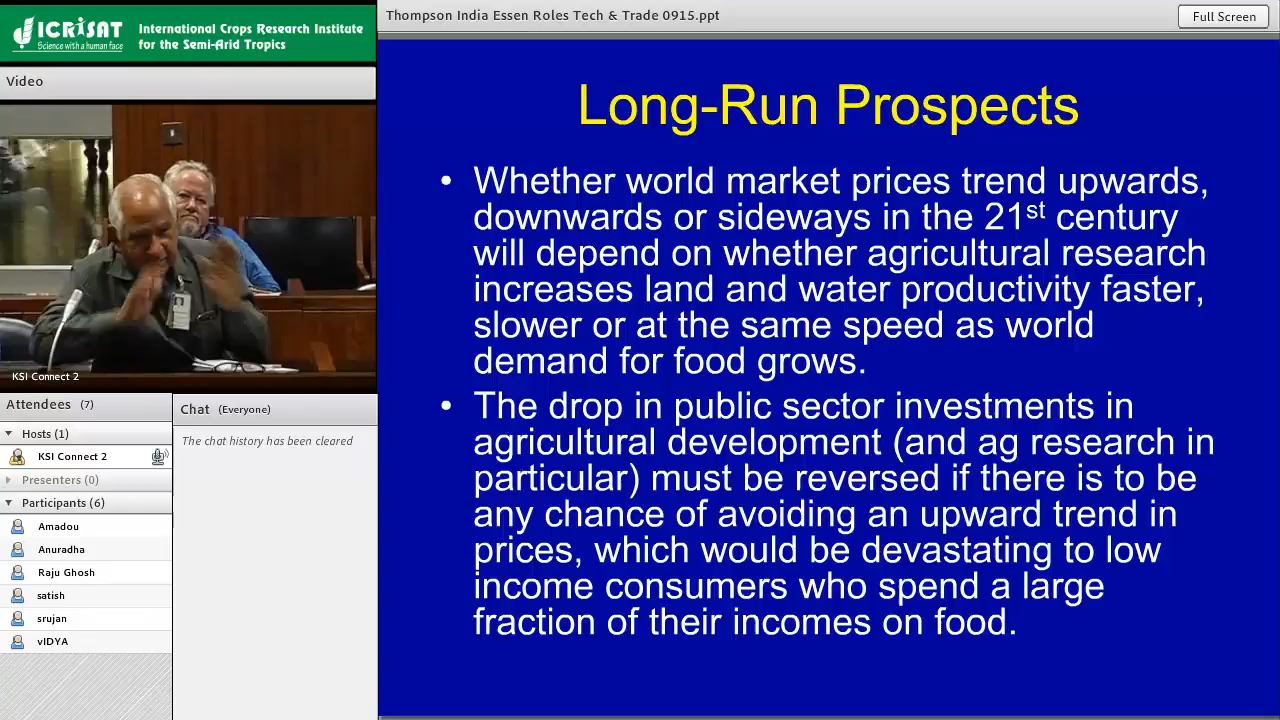 ICRISAT
Science with a human face
International Crops Research Institute
for the Semi-Arid Tropics
Video
KSI Connect 2
Attendees (7)
Hosts (1)
KSI Connect 2
Presenters (0)
Participants (6)
Amadou
Anuradha
Raju Ghosh
satish
srujan
vIDYA
Chat (Everyone)
The chat history has been cleared
Thompson India Essen Roles Tech & Trade 0915.ppt
Full Screen
Long-Run Prospects
• Whether world market prices trend upwards,
downwards or sideways in the 21st century
will depend on whether agricultural research
increases land and water productivity faster,
slower or at the same speed as world
demand for food grows.
• The drop in public sector investments in
agricultural development (and ag research in
particular) must be reversed if there is to be
any chance of avoiding an upward trend in
prices, which would be devastating to low
income consumers who spend a large
fraction of their incomes on food.